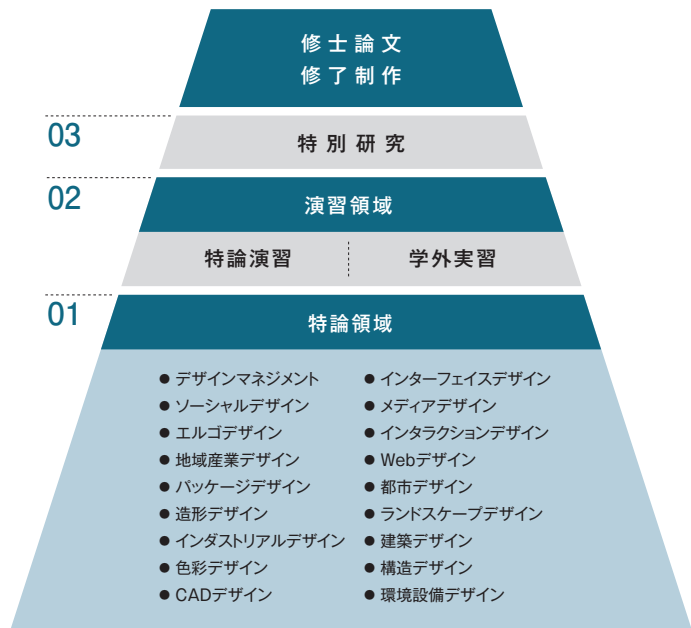 修士論文
修了制作
03
特別研究
02
演習領域
特論演習
学外実習
01
特論領域
● デザインマネジメント
● ソーシャルデザイン
● エルゴデザイン
● 地域産業デザイン
● パッケージデザイン
● 造形デザイン
● インダストリアルデザイン
● 色彩デザイン
● CADデザイン
● インターフェイスデザイン
● メディアデザイン
● インタラクションデザイン
● Webデザイン
● 都市デザイン
● ランドスケープデザイン
● 建築デザイン
● 構造デザイン
● 環境設備デザイン